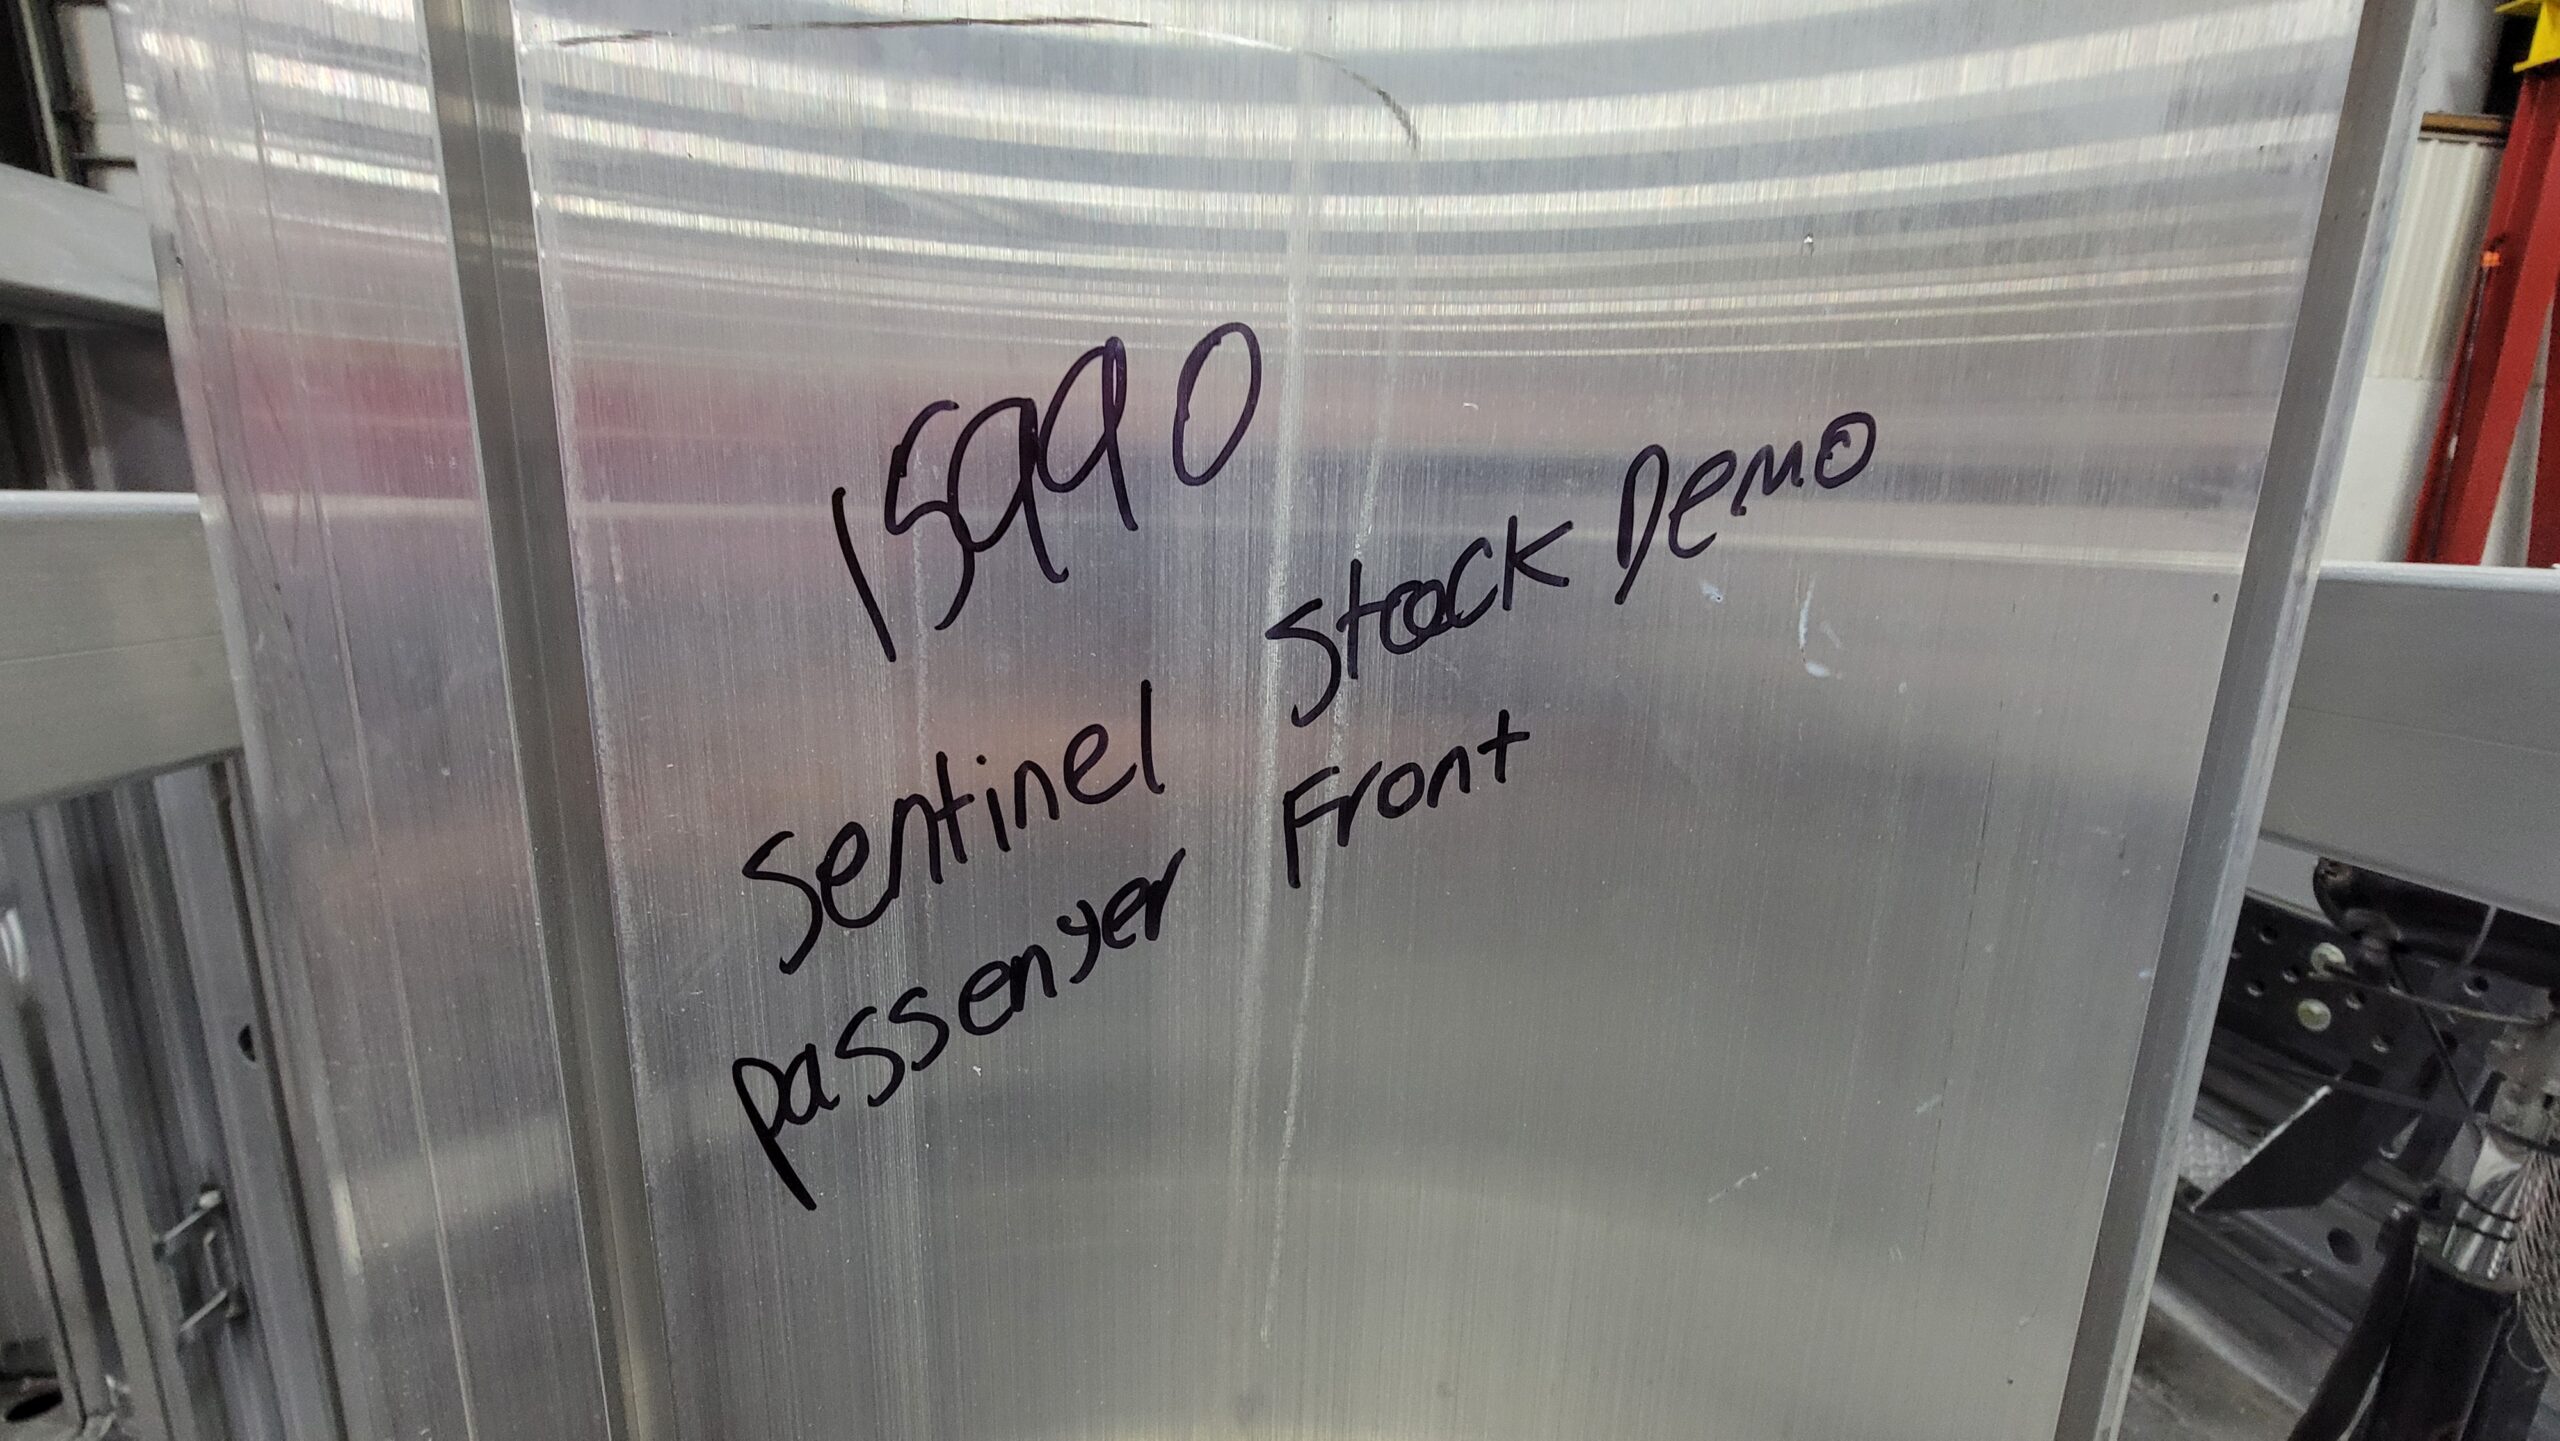 15990
Sentinel Stock Demo
passenger Front